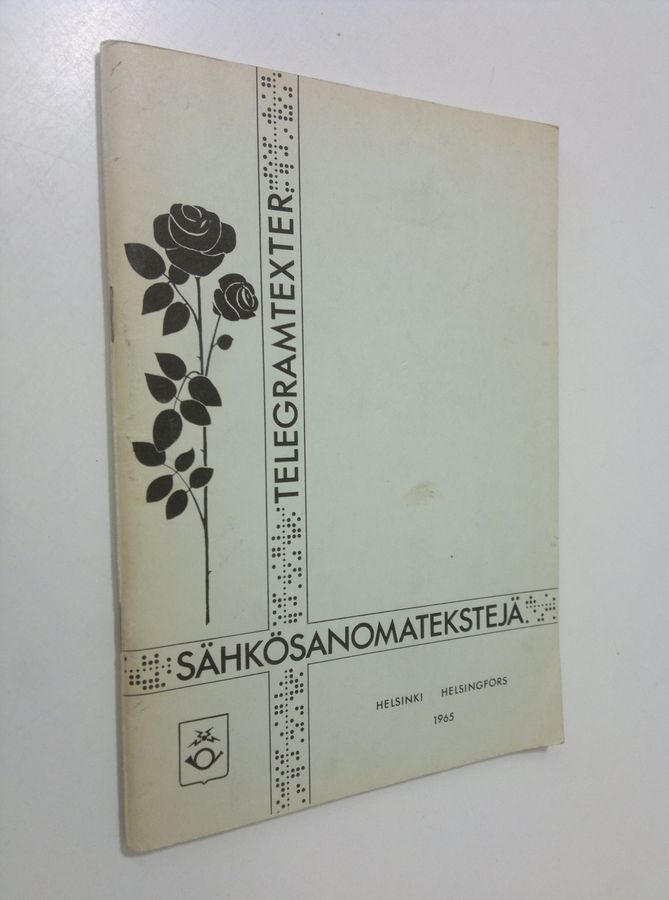 TELEGRAMTEXTER
SÄHKÖSANOMATEKSTEJÄ
HELSINKI HELSINGFORS
1965